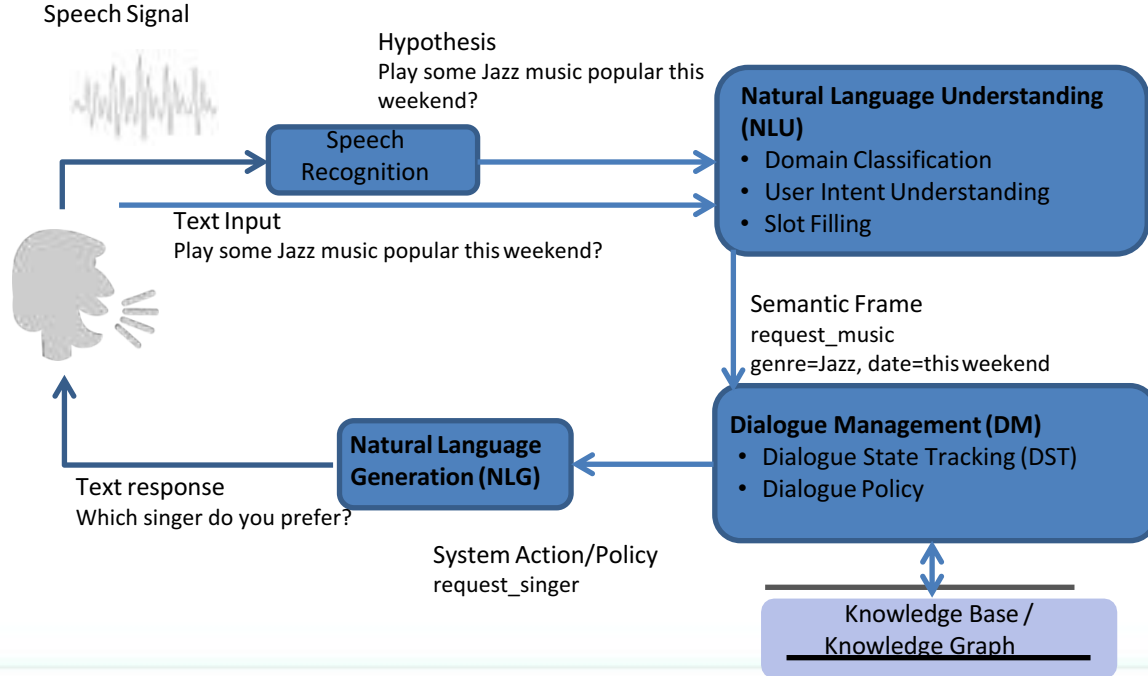 Speech Signal
Hypothesis
Play some Jazz music popular this
weekend?
Speech
Recognition
Natural Language Understanding
(NLU)
• Domain Classification
• User Intent Understanding
• Slot Filling
Text Input
Play some Jazz music popular this weekend?
Semantic Frame
request_music
genre=Jazz, date=this weekend
Dialogue Management (DM)
• Dialogue State Tracking (DST)
• Dialogue Policy
Natural Language
Generation (NLG)
Text response
Which singer do you prefer?
System Action/Policy
request_singer
Knowledge Base /
Knowledge Graph